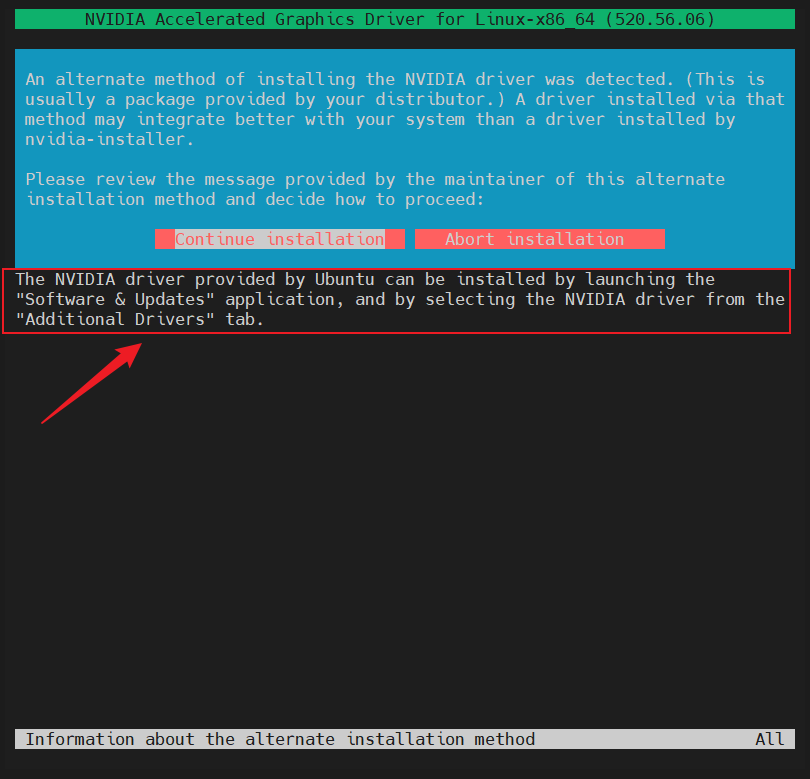 NVIDIA Accelerated Graphics Driver for Linux-x86_64 (520.56.06)
An alternate method of installing the NVIDIA driver was detected. (This is
usually a package provided by your distributor.) A driver installed via that
method may integrate better with your system than a driver installed by
nvidia-installer.
Please review the message provided by the maintainer of this alternate
installation method and decide how to proceed:
Continue installation Abort installation
The NVIDIA driver provided by Ubuntu can be installed by launching the
"Software & Updates" application, and by selecting the NVIDIA driver from the
"Additional Drivers" tab.
Information about the alternate installation method All